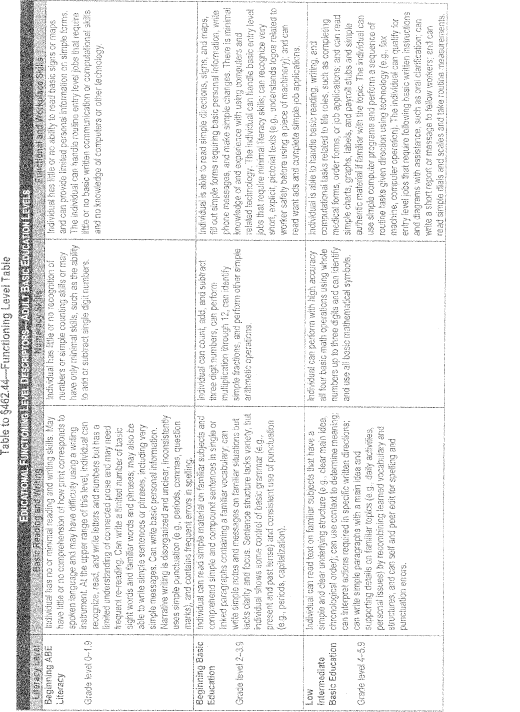 Table to §462.44—Functioning Level Table
EDUCATIONAL FUNCTIONING LEVEL DESCRIPTORS—ADULT BASIC EDUCATION LEVELS
Literacy Level
Basic Reading and Writing
Numeracy Skills
Functional and Workplace Skills
Beginning ABE
Literacy
Grade level 0–1.9
Individual has no or minimal reading and writing skills. May
have little or no comprehension of how print corresponds to
spoken language and may have difficulty using a writing
instrument. At the upper range of this level, individual can
recognize, read, and write letters and numbers but has a
limited understanding of connected prose and may need
frequent re-reading. Can write a limited number of basic
sight words and familiar words and phrases; may also be
able to write simple sentences or phrases, including very
simple messages. Can write basic personal information.
Narrative writing is disorganized and unclear, inconsistently
uses simple punctuation (e.g., periods, commas, question
marks), and contains frequent errors in spelling.
Individual has little or no recognition of
numbers or simple counting skills or may
have only minimal skills, such as the ability
to add or subtract single digit numbers.
Individual has little or no ability to read basic signs or maps
and can provide limited personal information on simple forms.
The individual can handle routine entry level jobs that require
little or no basic written communication or computational skills
and no knowledge of computers or other technology.
Beginning Basic
Education
Grade level 2–3.9
Individual can read simple material on familiar subjects and
comprehend simple and compound sentences in single or
linked paragraphs containing a familiar vocabulary; can
write simple notes and messages on familiar situations but
lacks clarity and focus. Sentence structure lacks variety, but
individual shows some control of basic grammar (e.g.,
present and past tense) and consistent use of punctuation
(e.g., periods, capitalization).
Individual can count, add, and subtract
three digit numbers, can perform
multiplication through 12, can identify
simple fractions, and perform other simple
arithmetic operations.
Individual is able to read simple directions, signs, and maps,
fill out simple forms requiring basic personal information, write
phone messages, and make simple changes. There is minimal
knowledge of and experience with using computers and
related technology. The individual can handle basic entry level
jobs that require minimal literacy skills; can recognize very
short, explicit, pictorial texts (e.g., understands logos related to
worker safety before using a piece of machinery); and can
read want ads and complete simple job applications.
Low
Intermediate
Basic Education
Grade level 4–5.9
Individual can read text on familiar subjects that have a
simple and clear underlying structure (e.g., clear main idea,
chronological order); can use context to determine meaning;
can interpret actions required in specific written directions;
can write simple paragraphs with a main idea and
supporting details on familiar topics (e.g., daily activities,
personal issues) by recombining learned vocabulary and
structures; and can self and peer edit for spelling and
punctuation errors.
Individual can perform with high accuracy
all four basic math operations using whole
numbers up to three digits and can identify
and use all basic mathematical symbols.
Individual is able to handle basic reading, writing, and
computational tasks related to life roles, such as completing
medical forms, order forms, or job applications; and can read
simple charts, graphs, labels, and payroll stubs and simple
authentic material if familiar with the topic. The individual can
use simple computer programs and perform a sequence of
routine tasks given direction using technology (e.g., fax
machine, computer operation). The individual can qualify for
entry level jobs that require following basic written instructions
and diagrams with assistance, such as oral clarification; can
write a short report or message to fellow workers; and can
read simple dials and scales and take routine measurements.